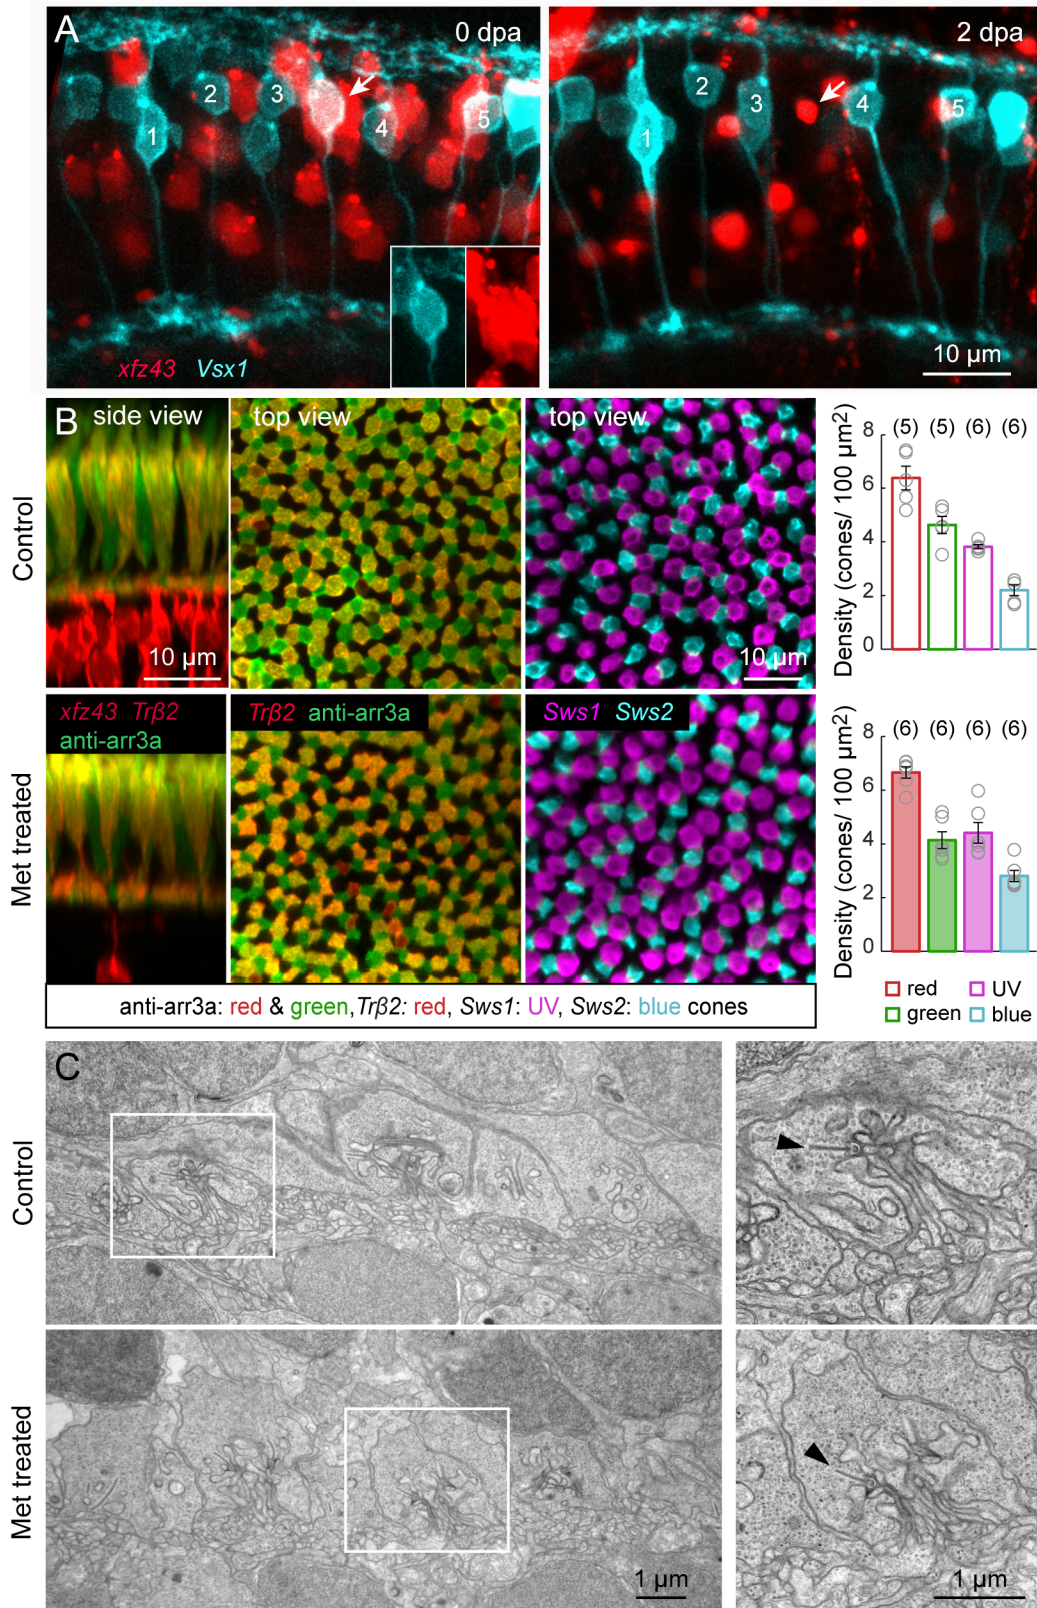 A
0 dpa
2 dpa
1
2
3
4
5
1
2
3
4
5
xfz43 Vsx1
10 µm
B
side view
top view
top view
Control
10 µm
10 µm
(5) (5) (6) (6)
Density (cones/ 100 µm2)
8
6
4
2
0
Met treated
xfz43 Trβ2
anti-arr3a
Trβ2 anti-arr3a
Sws1 Sws2
(6) (6) (6) (6)
Density (cones/ 100 µm2)
8
6
4
2
0
anti-arr3a: red & green, Trβ2: red, Sws1: UV, Sws2: blue cones
red
UV
green
blue
C
Control
Met treated
1 µm
1 µm